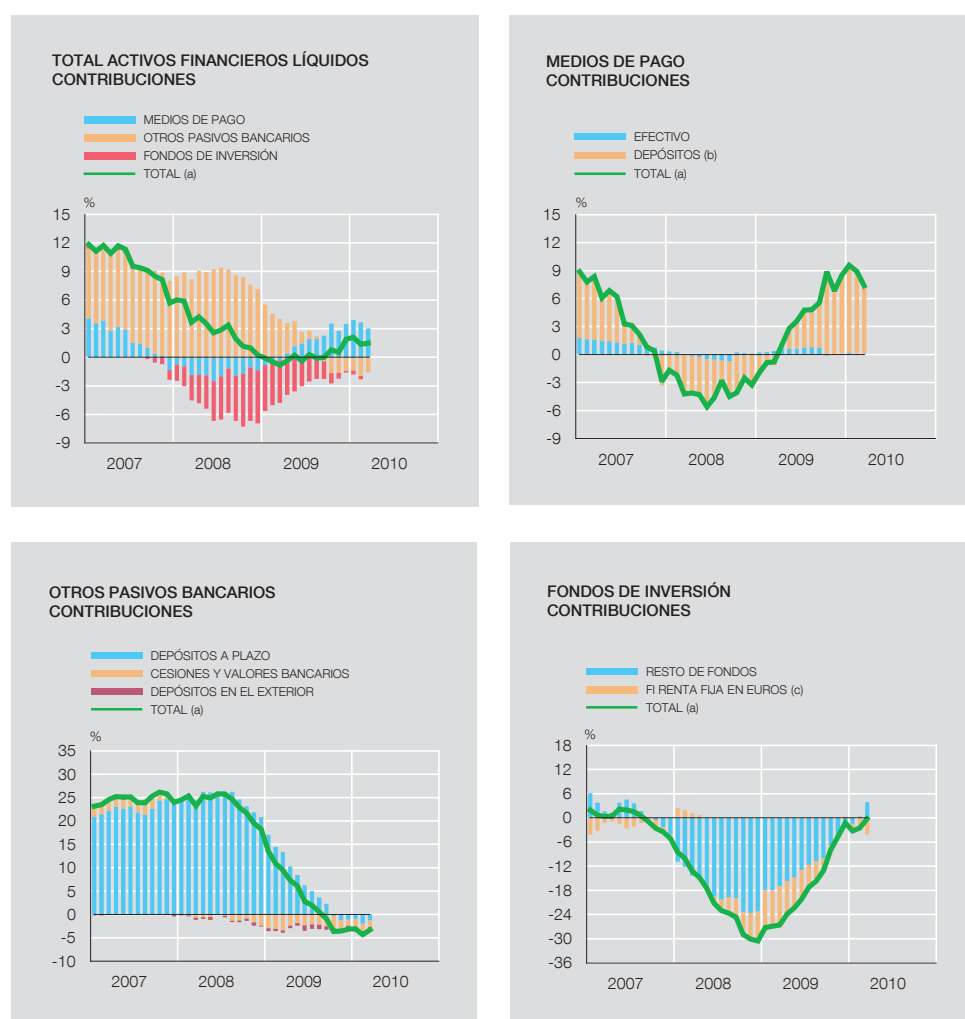 TOTAL ACTIVOS FINANCIEROS LÍQUIDOS
CONTRIBUCIONES
MEDIOS DE PAGO
OTROS PASIVOS BANCARIOS
FONDOS DE INVERSIÓN
TOTAL (a)
%
15
12
9
6
3
0
-3
-6
-9
2007 2008 2009 2010
MEDIOS DE PAGO
CONTRIBUCIONES
EFECTIVO
DEPÓSITOS (b)
TOTAL (a)
%
15
12
9
6
3
0
-3
-6
-9
2007 2008 2009 2010
OTROS PASIVOS BANCARIOS
CONTRIBUCIONES
DEPÓSITOS A PLAZO
CESIONES Y VALORES BANCARIOS
DEPÓSITOS EN EL EXTERIOR
TOTAL (a)
%
35
30
25
20
15
10
5
0
-5
-10
2007 2008 2009 2010
FONDOS DE INVERSIÓN
CONTRIBUCIONES
RESTO DE FONDOS
FI RENTA FIJA EN EUROS (c)
TOTAL (a)
%
18
12
6
0
-6
-12
-18
-24
-30
-36
2007 2008 2009 2010